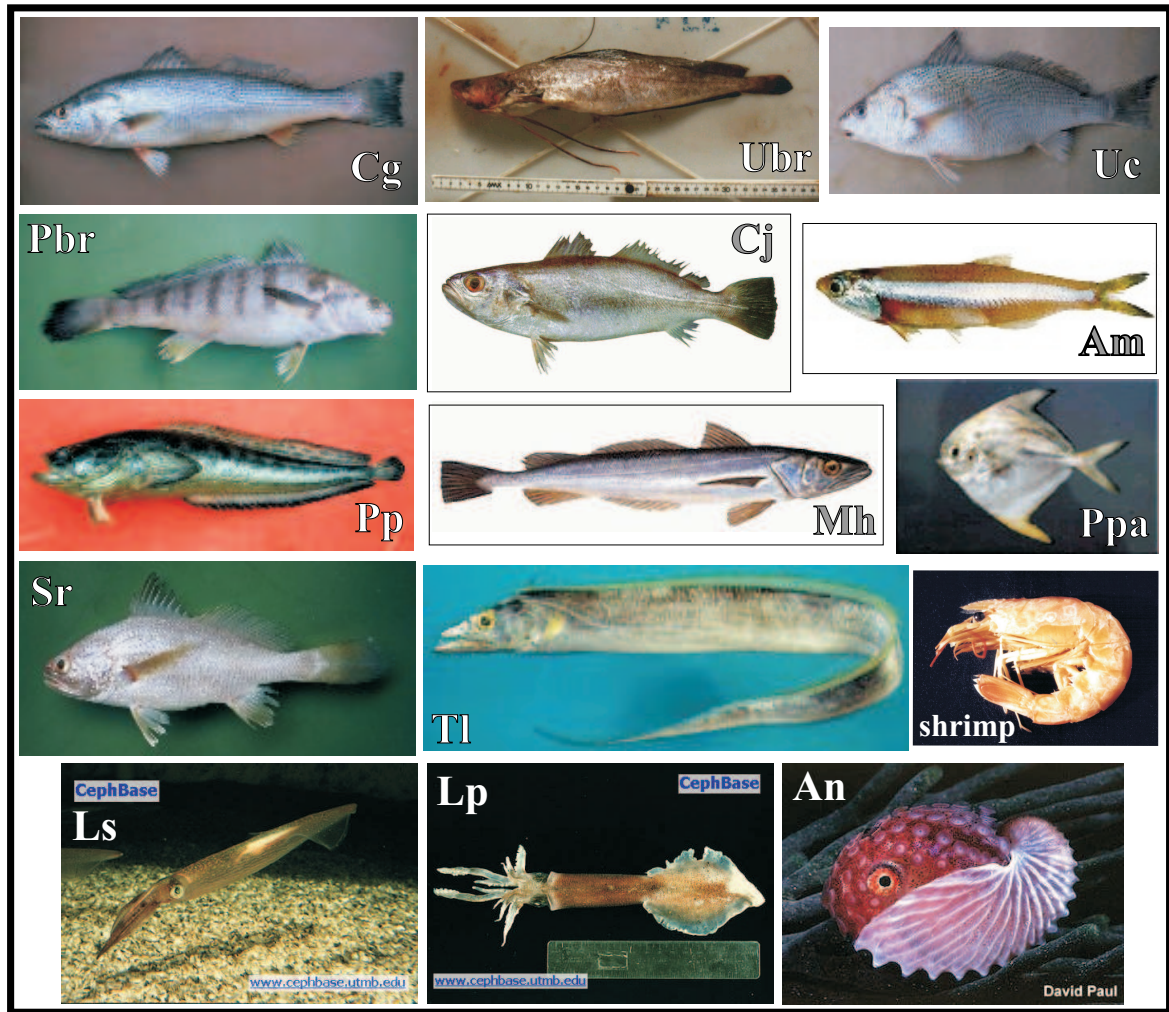 Cg
Ubr
Uc
Pbr
Cj
Am
Pp
Mh
Ppa
Sr
Tl
shrimp
CephBase
Ls
www.cephbase.utmb.edu
Lp
CephBase
www.cephbase.utmb.edu
An
David Paul